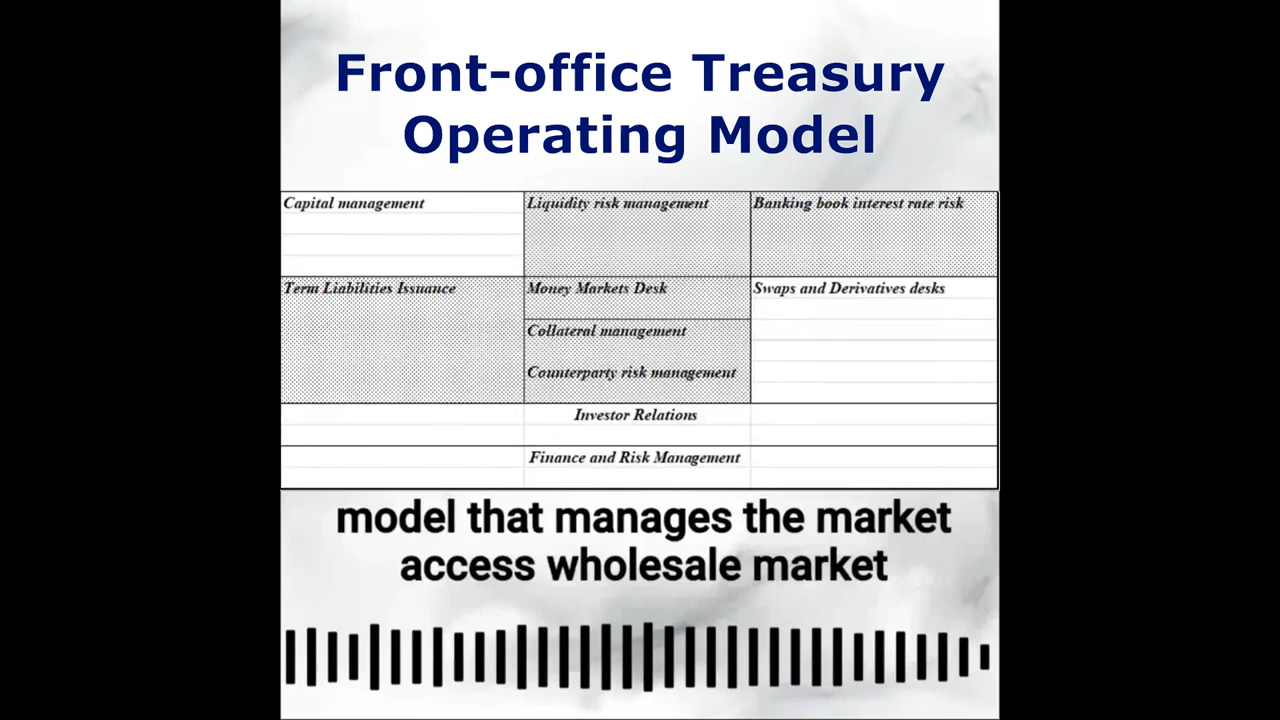 Front-office Treasury
Operating Model
Capital management
Liquidity risk management
Banking book interest rate risk
Term Liabilities Issuance
Money Markets Desk
Swaps and Derivatives desks
Collateral management
Counterparty risk management
Investor Relations
Finance and Risk Management
model that manages the market
access wholesale market